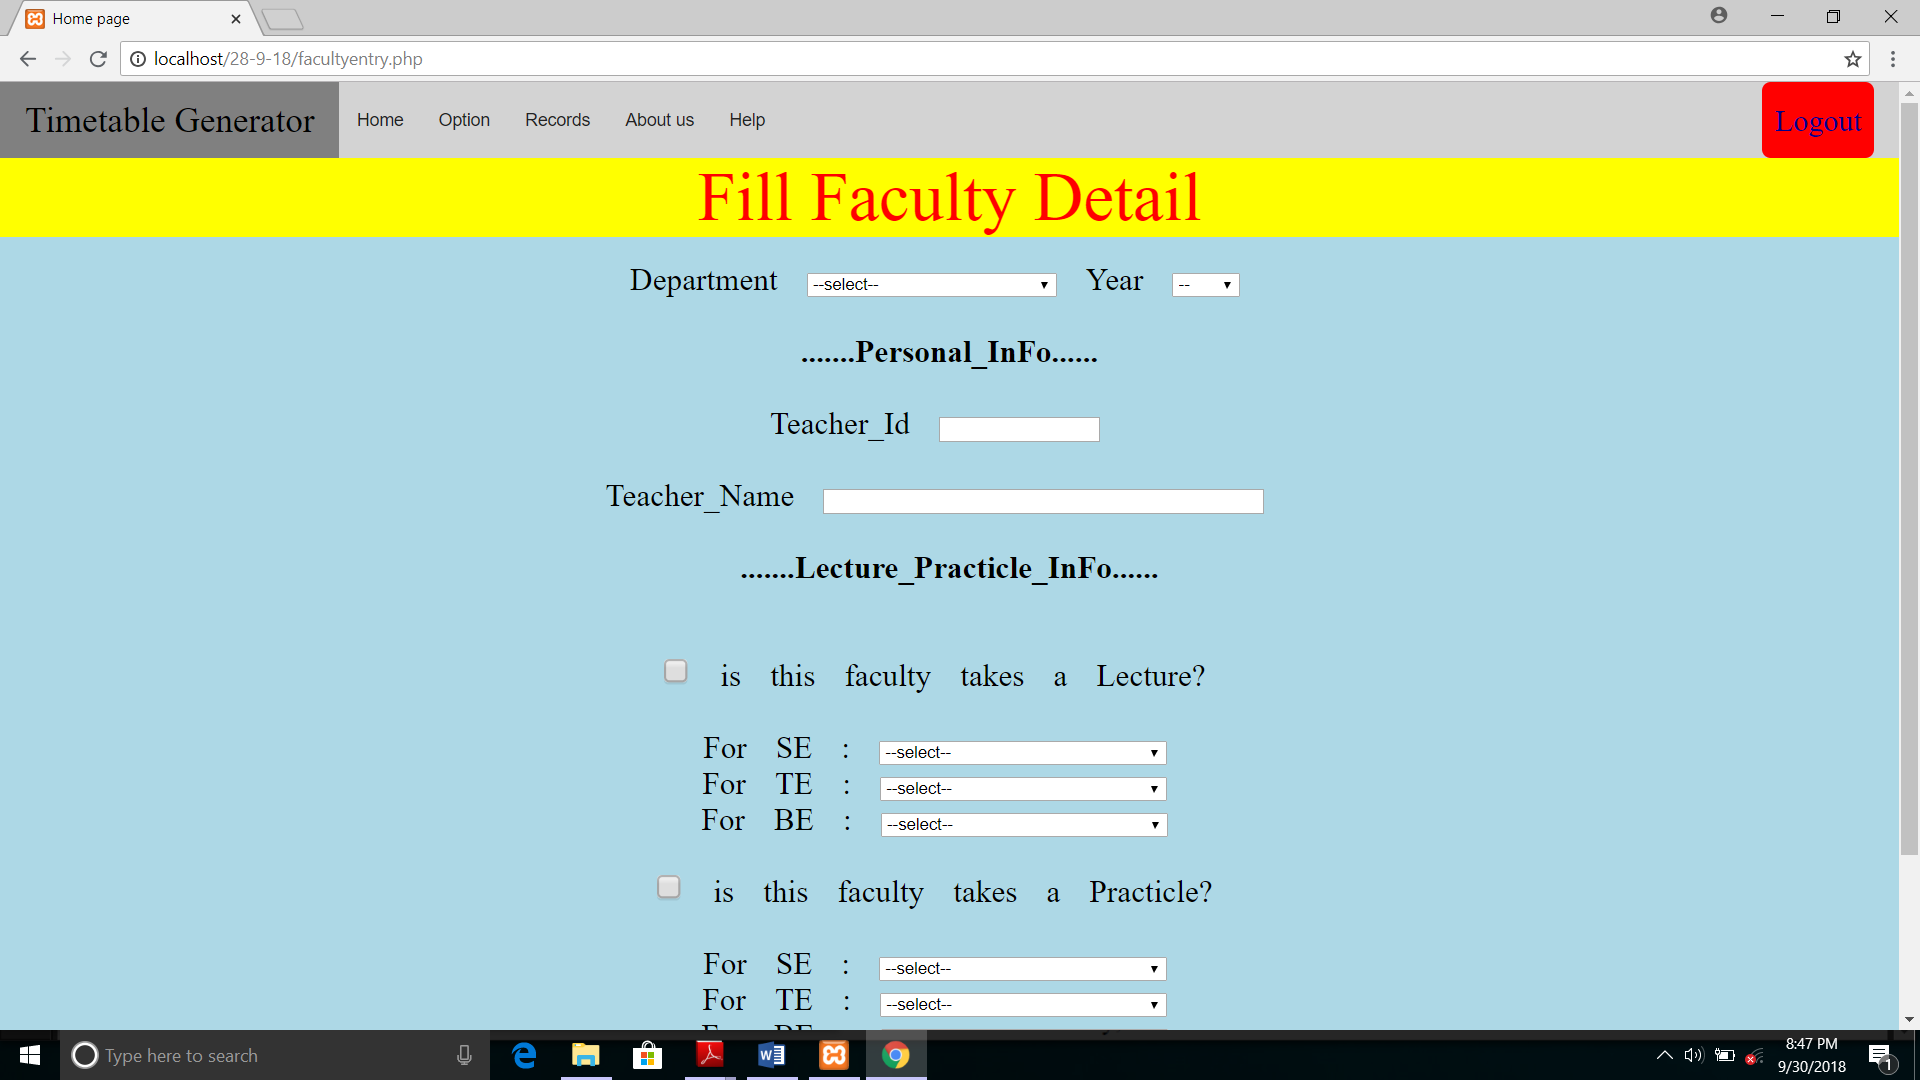 Home page
localhost/28-9-18/facultyentry.php
Timetable Generator Home Option Records About us Help Logout
Fill Faculty Detail
Department --select-- Year --
.......Personal_InFo......
Teacher_Id
Teacher_Name
.......Lecture_Practicle_InFo......
is this faculty takes a Lecture?
For SE : --select--
For TE : --select--
For BE : --select--
is this faculty takes a Practicle?
For SE : --select--
For TE : --select--
Type here to search
8:47 PM
9/30/2018
1